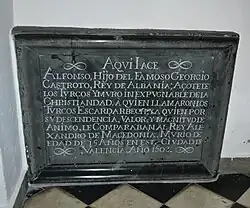 AQVI IACE
ALFONSO, HIJO DEL FAMOSO GEORGIO
CASTROTO, REY DE ALBANIA; AÇOTE DE
LOS TVRCOS Y MVRO INEXPVGNABLE DE LA
CHRISTIANDAD, A QVIEN LLAMARON LOS
TVRCOS ESCARDARBECH, A QVIEN POR
SV DESCENDENCIA, VALOR, Y MAGNITVD E
ANIMO, LE COMPARABAN AL REY ALE
XANDRO DE MACEDONIA. MVRIO DE
EDAD DE 15 AÑOS EN ESTA CIVDAD DE
VALENCIA. AÑO 1503.